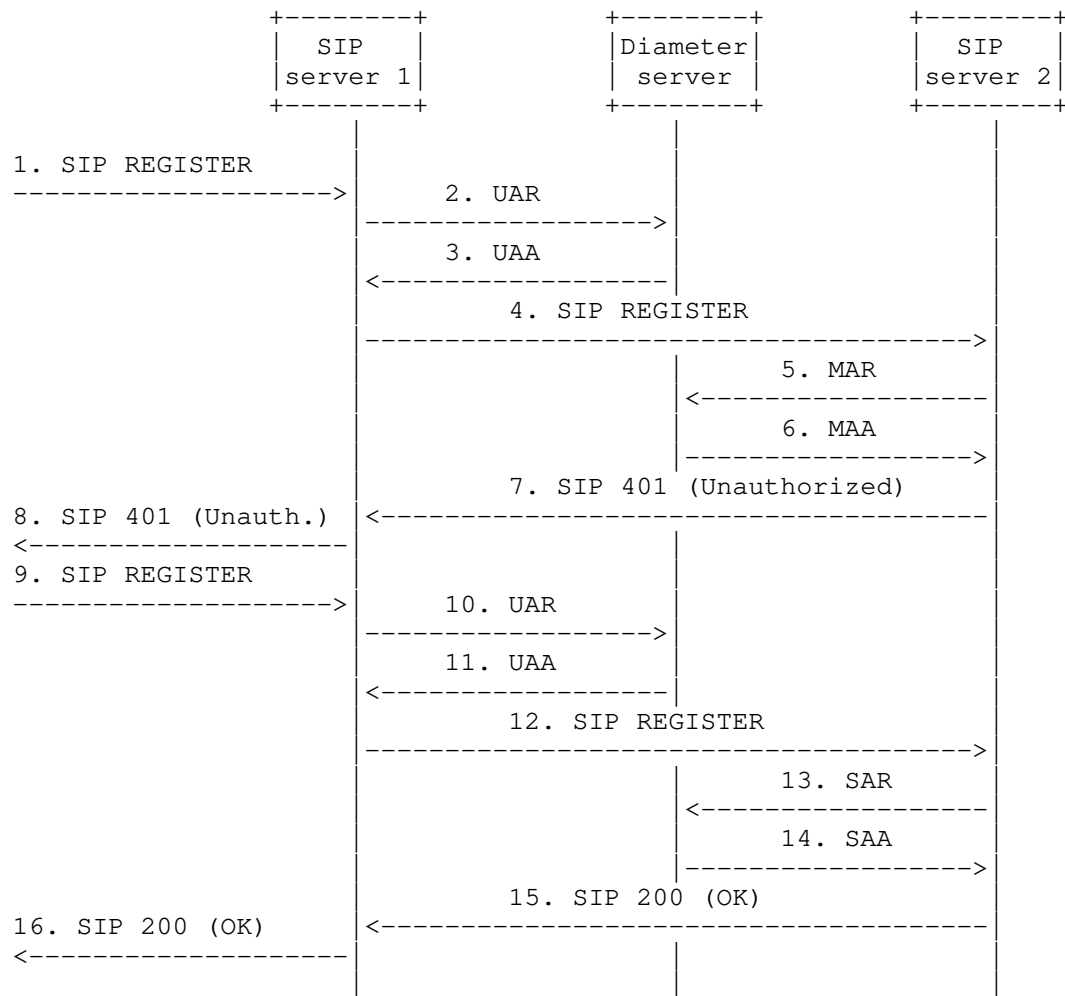 SIP server 1
Diameter server
SIP server 2
1. SIP REGISTER
2. UAR
3. UAA
4. SIP REGISTER
5. MAR
6. MAA
7. SIP 401 (Unauthorized)
8. SIP 401 (Unauth.)
9. SIP REGISTER
10. UAR
11. UAA
12. SIP REGISTER
13. SAR
14. SAA
15. SIP 200 (OK)
16. SIP 200 (OK)